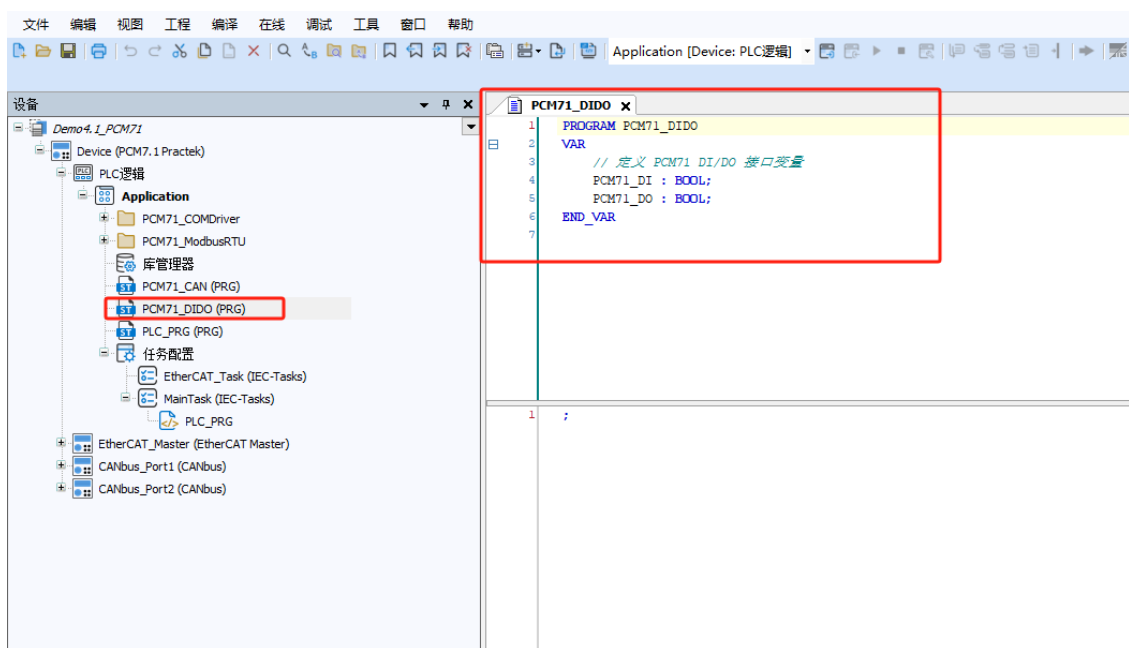 文件 编辑 视图 工程 编译 在线 调试 工具 窗口 帮助
Application [Device: PLC逻辑]
设备
Demo4.1_PCM71
Device (PCM7.1 Practek)
PLC逻辑
Application
PCM71_COMDriver
PCM71_ModbusRTU
库管理器
PCM71_CAN (PRG)
PCM71_DIDO (PRG)
PLC_PRG (PRG)
任务配置
EtherCAT_Task (IEC-Tasks)
MainTask (IEC-Tasks)
PLC_PRG
EtherCAT_Master (EtherCAT Master)
CANbus_Port1 (CANbus)
CANbus_Port2 (CANbus)
PCM71_DIDO
1 PROGRAM PCM71_DIDO
2 VAR
3 // 定义 PCM71 DI/DO 接口变量
4 PCM71_DI : BOOL;
5 PCM71_DO : BOOL;
6 END_VAR
7
1 ;